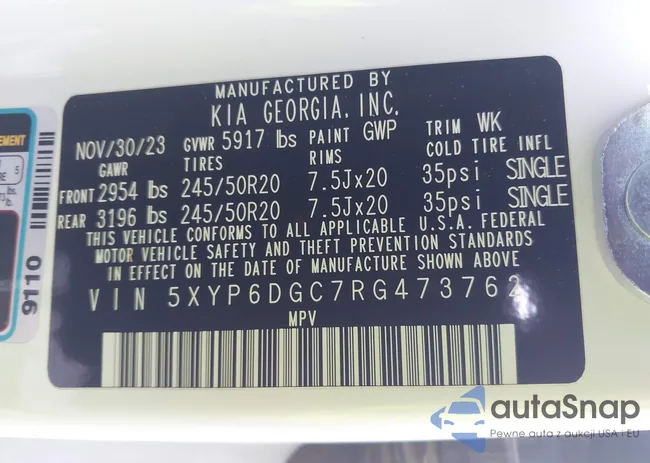 MANUFACTURED BY
KIA GEORGIA, INC.
NOV/30/23 GVWR 5917 lbs PAINT GWP TRIM WK
GAWR TIRES RIMS COLD TIRE INFL
FRONT 2954 lbs 245/50R20 7.5Jx20 35psi SINGLE
REAR 3196 lbs 245/50R20 7.5Jx20 35psi SINGLE
THIS VEHICLE CONFORMS TO ALL APPLICABLE U.S.A. FEDERAL
MOTOR VEHICLE SAFETY AND THEFT PREVENTION STANDARDS
IN EFFECT ON THE DATE OF MANUFACTURE SHOWN ABOVE
VIN 5XYP6DGC7RG473762
MPV
9110
autaSnap
Pewne auta z aukcji USA i EU